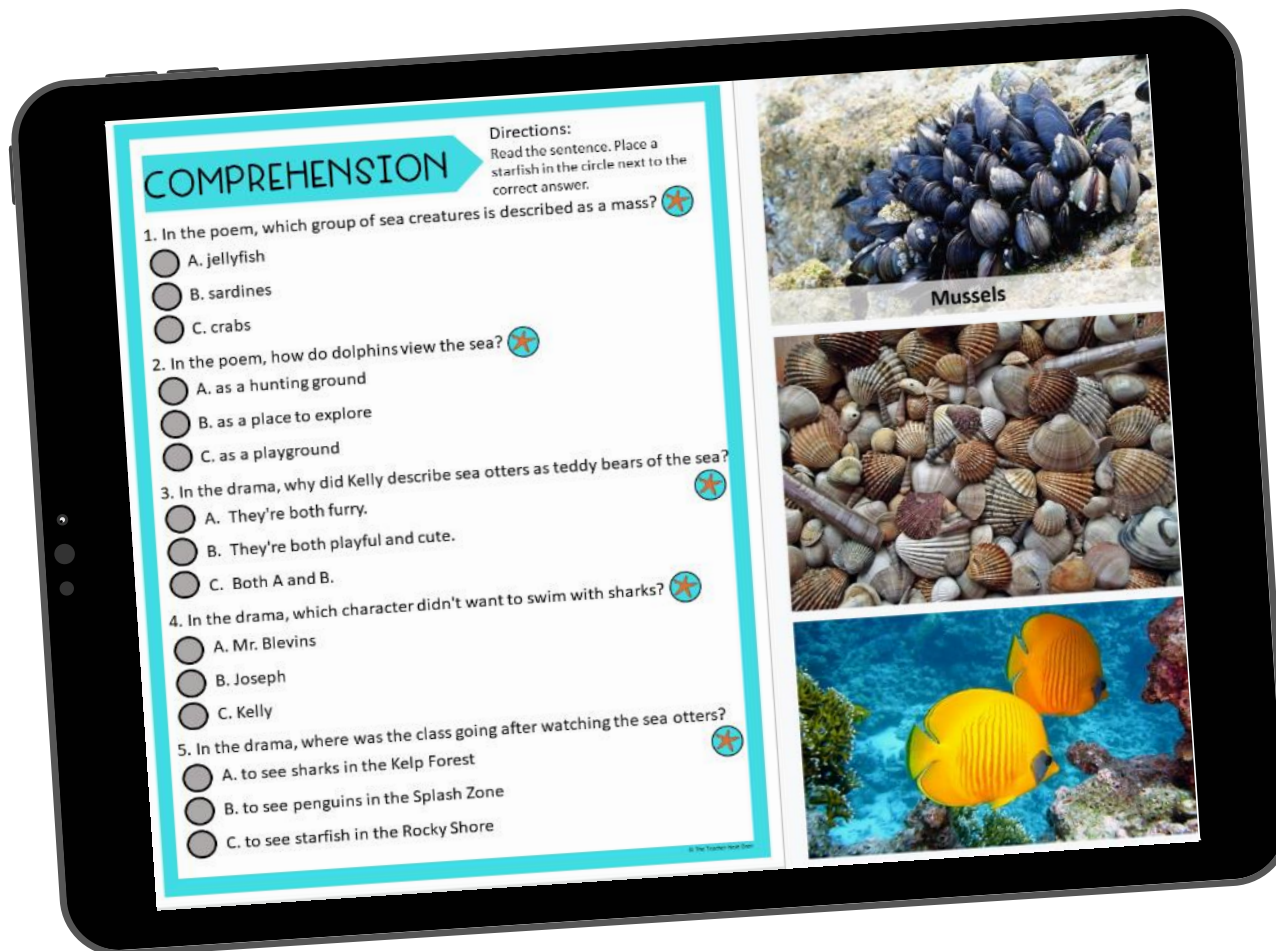 COMPREHENSION
Directions:
Read the sentence. Place a
starfish in the circle next to the
correct answer.
1. In the poem, which group of sea creatures is described as a mass?
A. jellyfish
B. sardines
C. crabs
2. In the poem, how do dolphins view the sea?
A. as a hunting ground
B. as a place to explore
C. as a playground
3. In the drama, why did Kelly describe sea otters as teddy bears of the sea?
A. They're both furry.
B. They're both playful and cute.
C. Both A and B.
4. In the drama, which character didn't want to swim with sharks?
A. Mr. Blevins
B. Joseph
C. Kelly
5. In the drama, where was the class going after watching the sea otters?
A. to see sharks in the Kelp Forest
B. to see penguins in the Splash Zone
C. to see starfish in the Rocky Shore
© The Teacher Next Door
Mussels